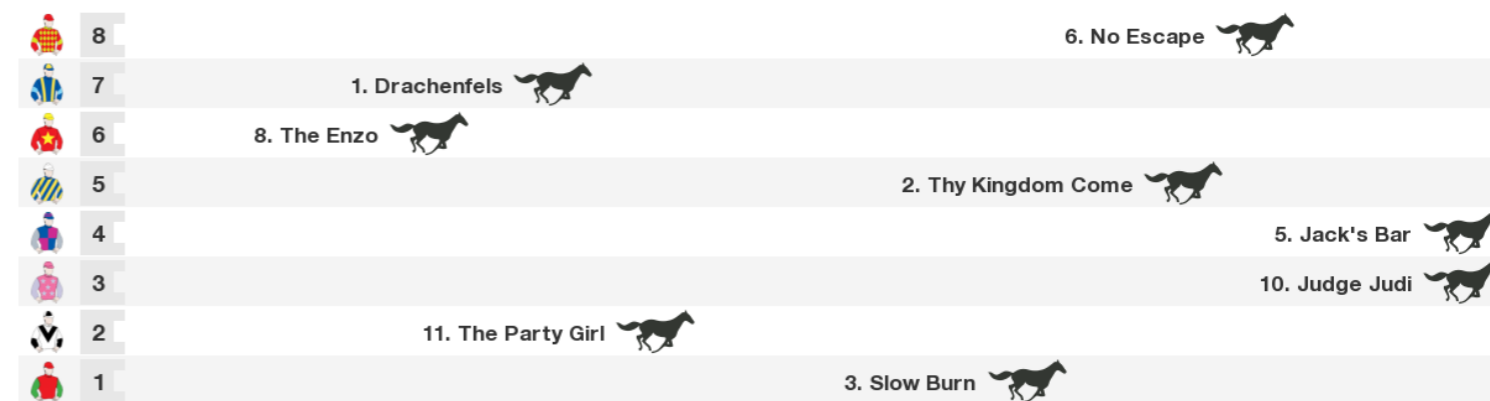 8 6. No Escape
7 1. Drachenfels
6 8. The Enzo
5 2. Thy Kingdom Come
4 5. Jack's Bar
3 10. Judge Judi
2 11. The Party Girl
1 3. Slow Burn